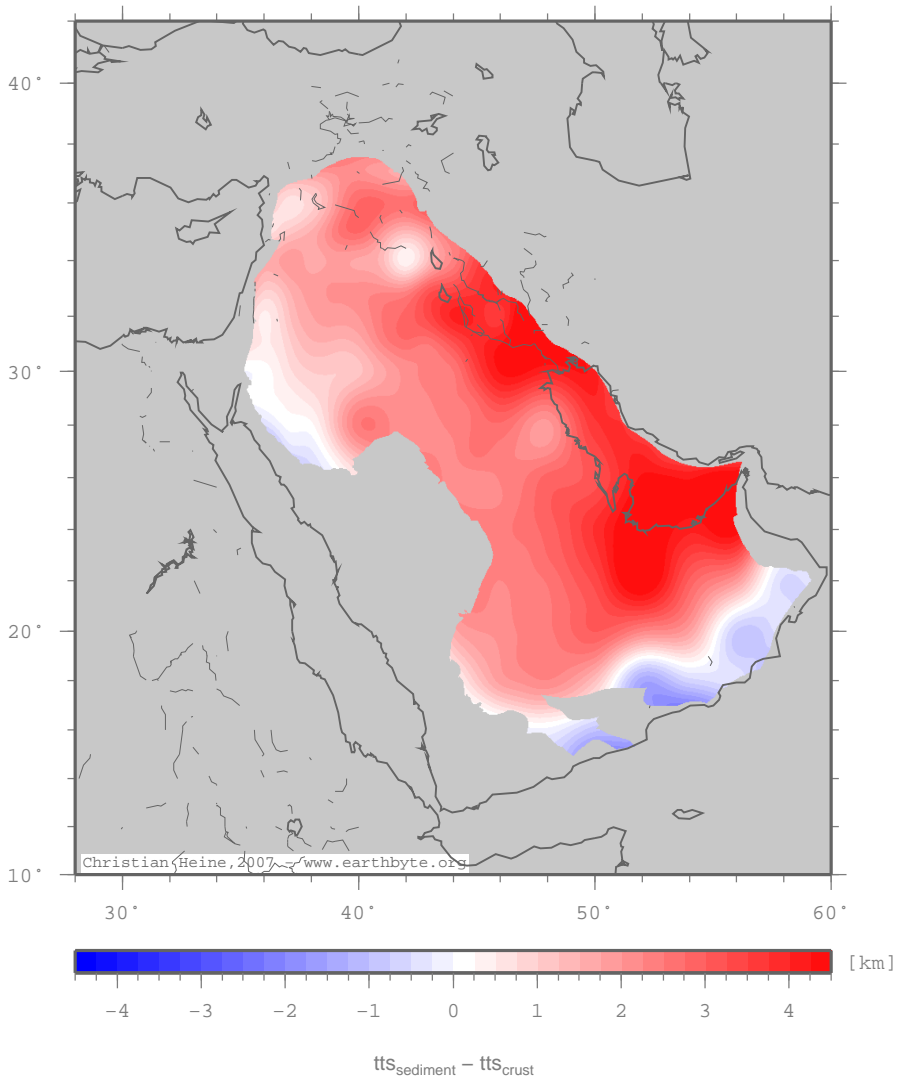 40°
30°
20°
10°
Christian Heine,2007 – www.earthbyte.org
30° 40° 50° 60°
[km]
−4 −3 −2 −1 0 1 2 3 4
tts_sediment – tts_crust